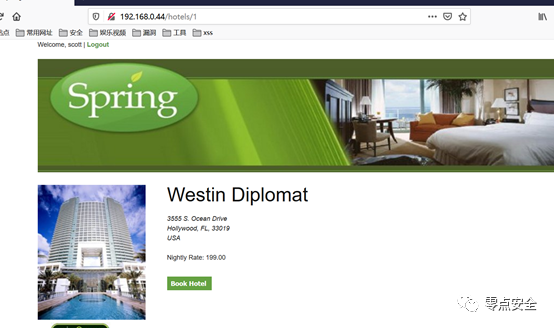 192.168.0.44/hotels/1
常用网址 安全 娱乐视频 漏洞 工具 xss
Welcome, scott | Logout
Spring
Westin Diplomat
3555 S. Ocean Drive
Hollywood, FL, 33019
USA
Nightly Rate: 199.00
Book Hotel
零点安全